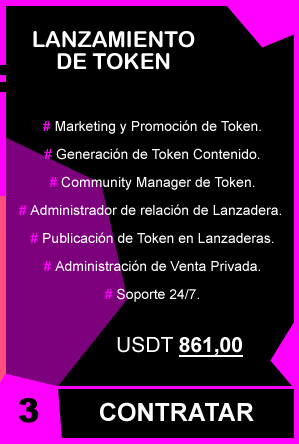 LANZAMIENTO
DE TOKEN
# Marketing y Promoción de Token.
# Generación de Token Contenido.
# Community Manager de Token.
# Administrador de relación de Lanzadera.
# Publicación de Token en Lanzaderas.
# Administración de Venta Privada.
# Soporte 24/7.
USDT 861,00
3 CONTRATAR